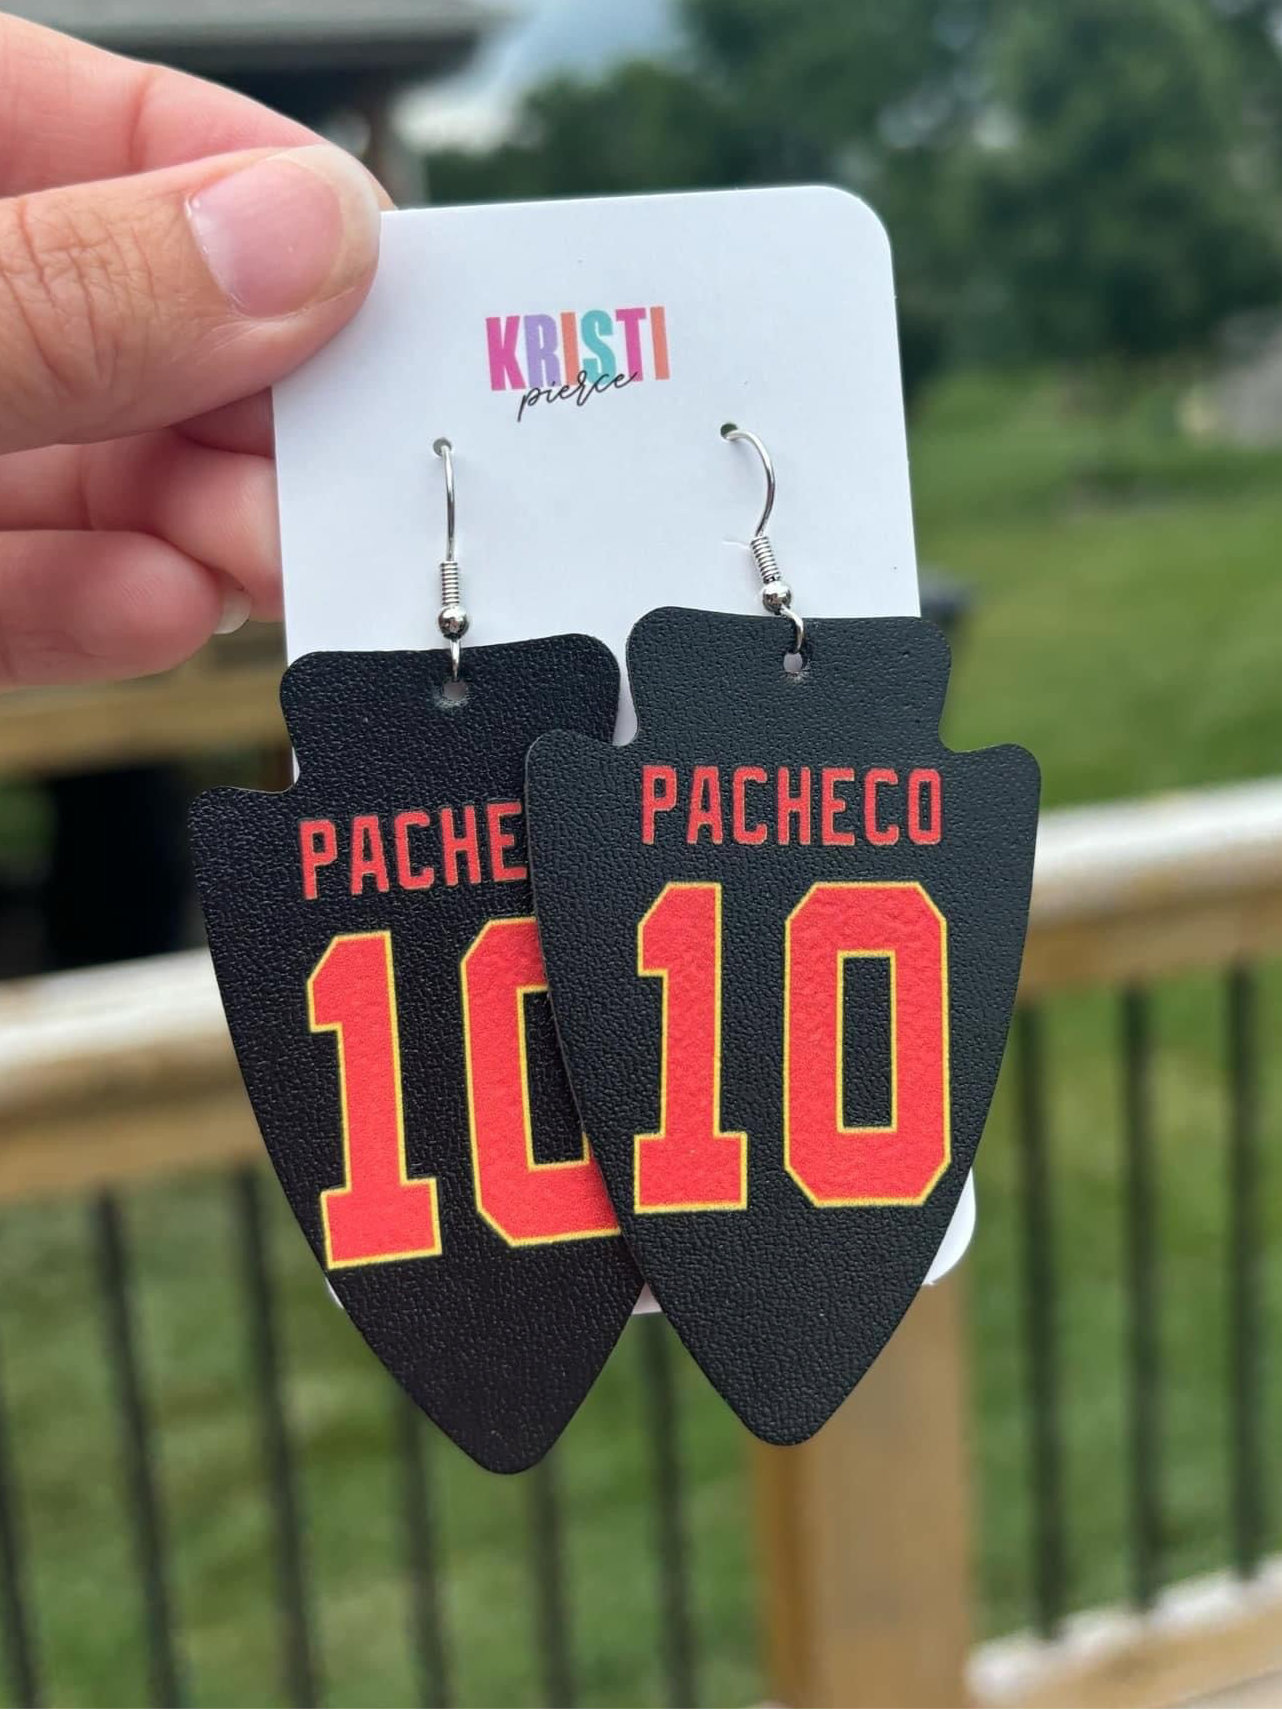 KRISTI
pierce
PACHE
10
PACHECO
10